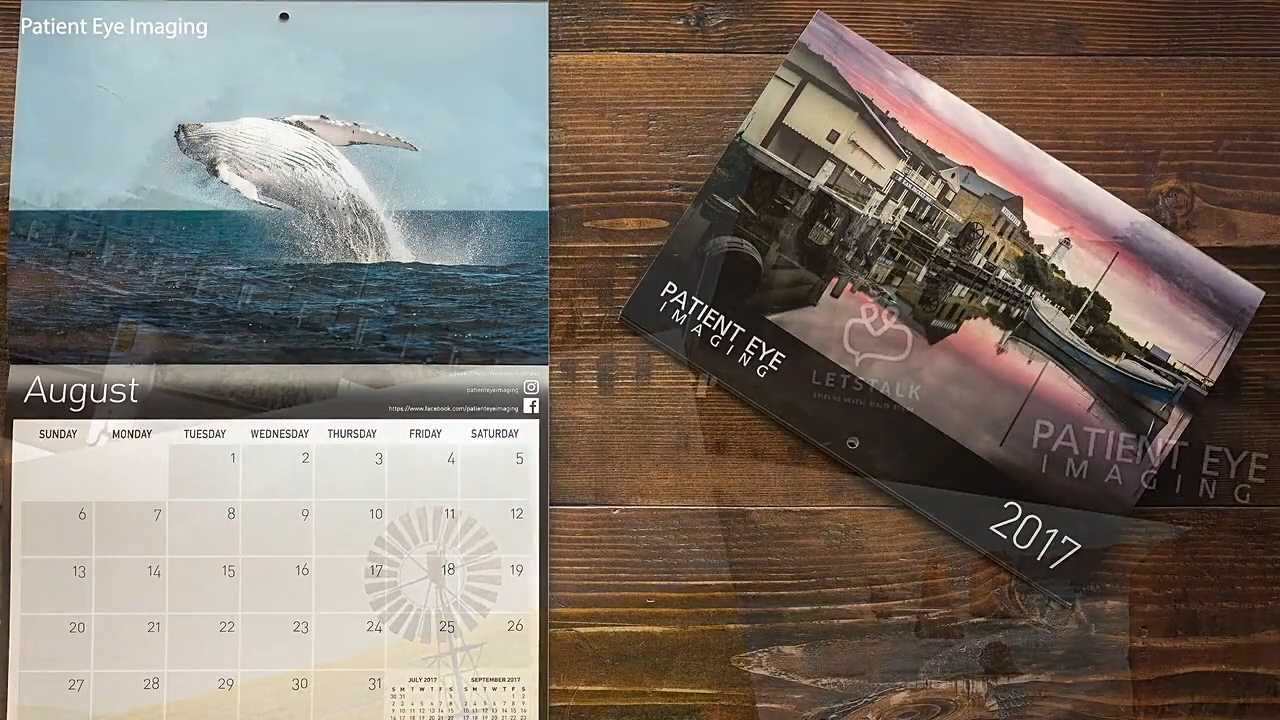 Patient Eye Imaging
August
patienteyeimaging
https://www.facebook.com/patienteyeimaging
SUNDAY MONDAY TUESDAY WEDNESDAY THURSDAY FRIDAY SATURDAY
1 2 3 4 5
6 7 8 9 10 11 12
13 14 15 16 17 18 19
20 21 22 23 24 25 26
27 28 29 30 31
JULY 2017 SEPTEMBER 2017
S M T W T F S S M T W T F S
PATIENT EYE
IMAGING
LETSTALK
2017
PATIENT EYE
IMAGING